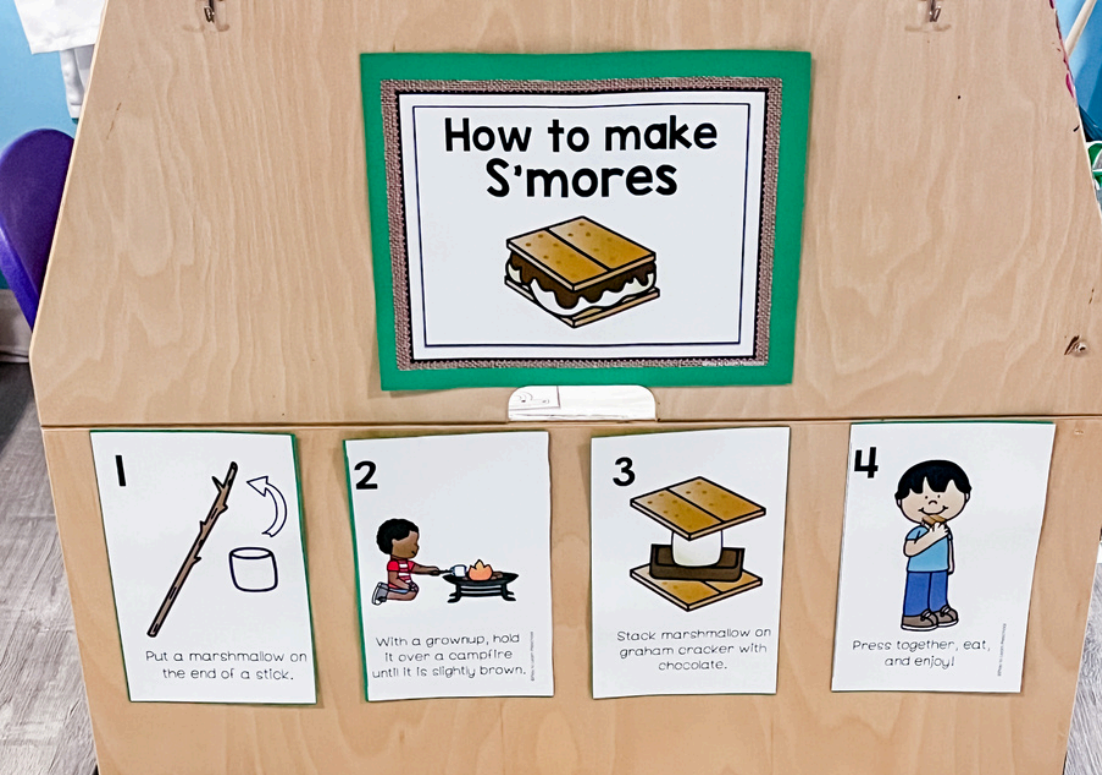 How to make
S'mores
1
Put a marshmallow on
the end of a stick.
2
With a grownup, hold
it over a campfire
until it is slightly brown.
3
Stack marshmallow on
graham cracker with
chocolate.
4
Press together, eat,
and enjoy!